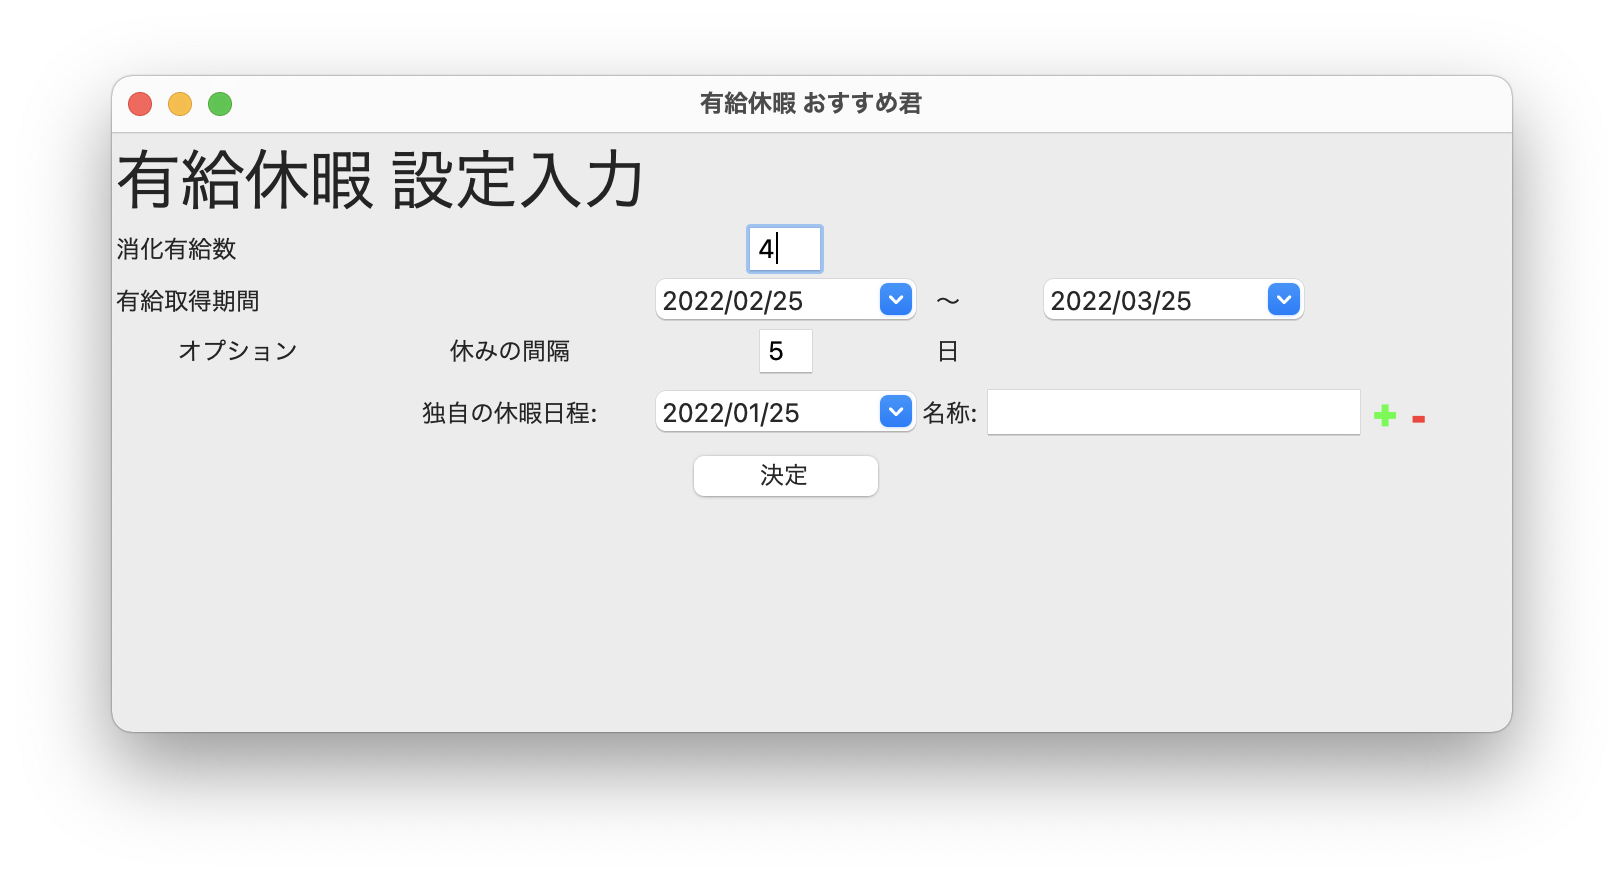 有給休暇 おすすめ君
有給休暇 設定入力
消化有給数 4
有給取得期間 2022/02/25 〜 2022/03/25
オプション 休みの間隔 5 日
独自の休暇日程: 2022/01/25 名称: + -
決定